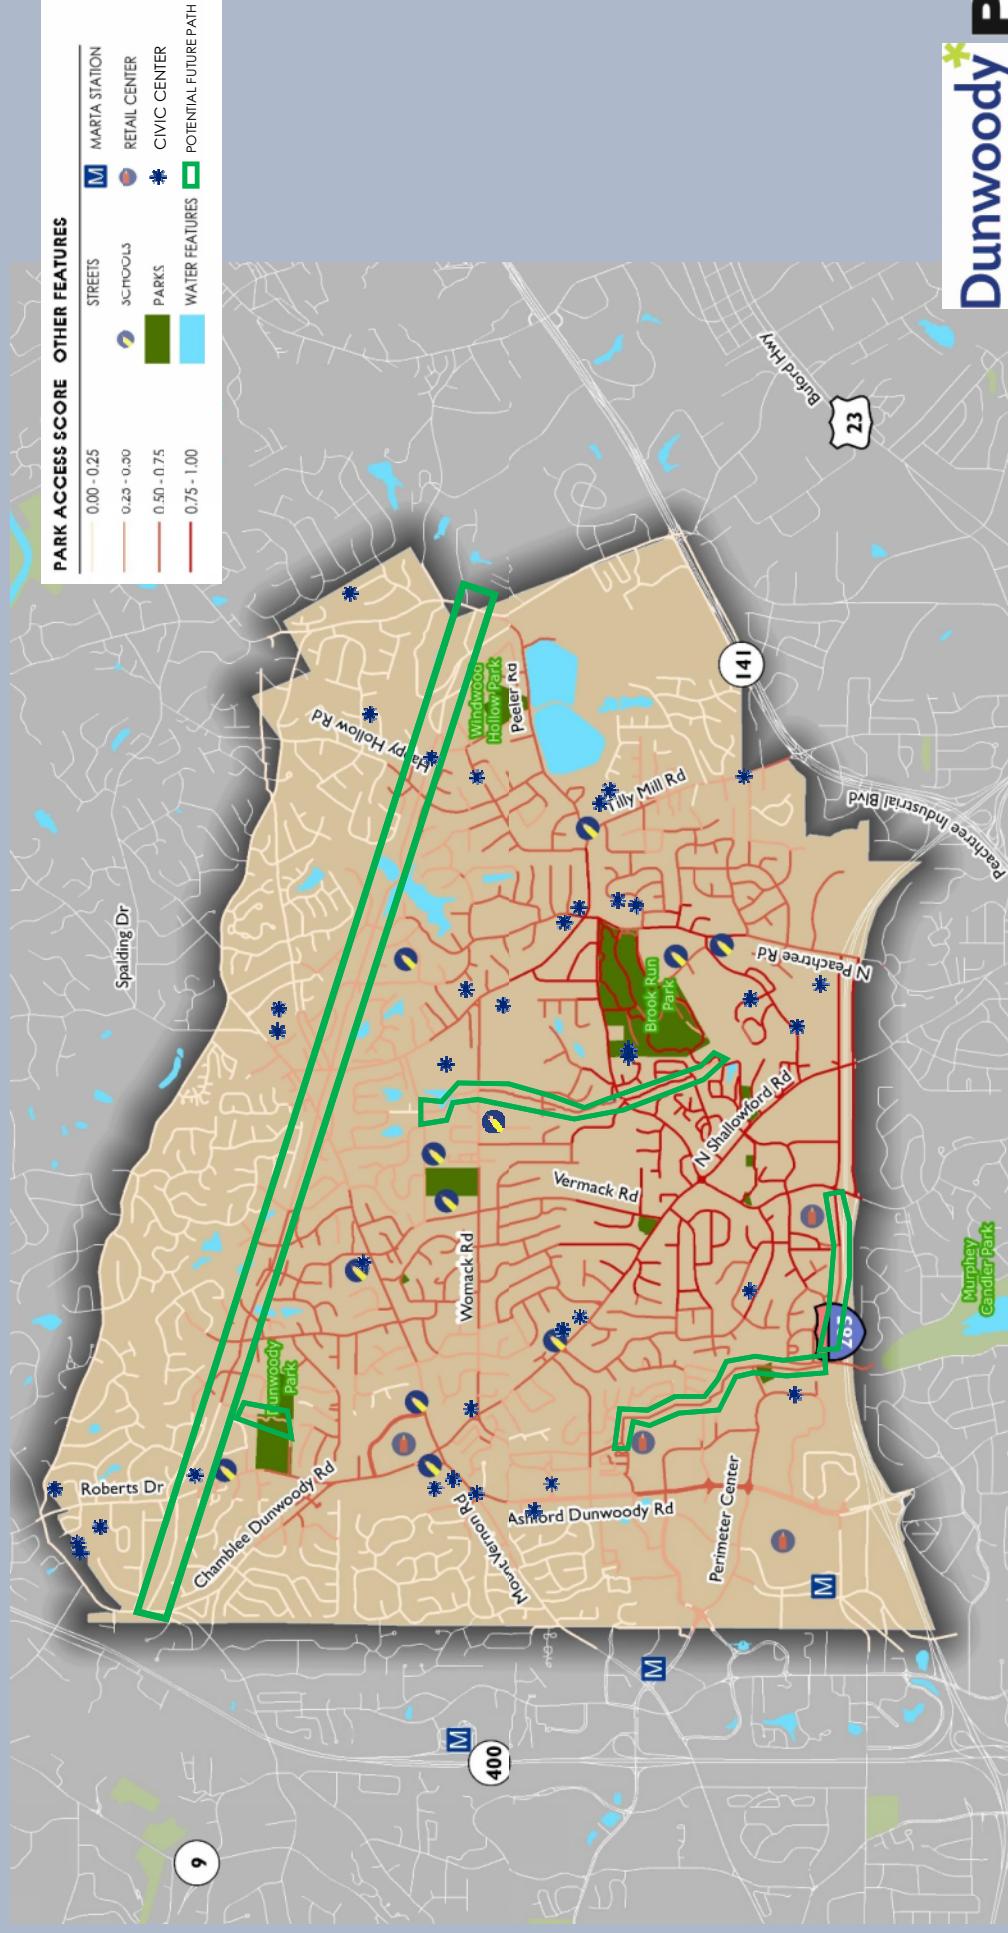 PARK ACCESS SCORE
0.00 - 0.25
0.25 - 0.50
0.50 - 0.75
0.75 - 1.00
OTHER FEATURES
STREETS
SCHOOLS
PARKS
WATER FEATURES
M MARTA STATION
RETAIL CENTER
CIVIC CENTER
POTENTIAL FUTURE PATH
Dunwoody
P
Spalding Dr
Roberts Dr
Chamblee Dunwoody Rd
Dunwoody
Park
Happy Hollow Rd
Windwood
Hollow Park
Peeler Rd
Tilly Mill Rd
Brook Run
Park
N Peachtree Rd
Peachtree Industrial Blvd
Buford Hwy
23
141
N Shallowford Rd
Vermack Rd
Womack Rd
Mount Vernon Rd
Ashford Dunwoody Rd
Perimeter Center
285
Murphey
Candler Park
M
M
M
400
9